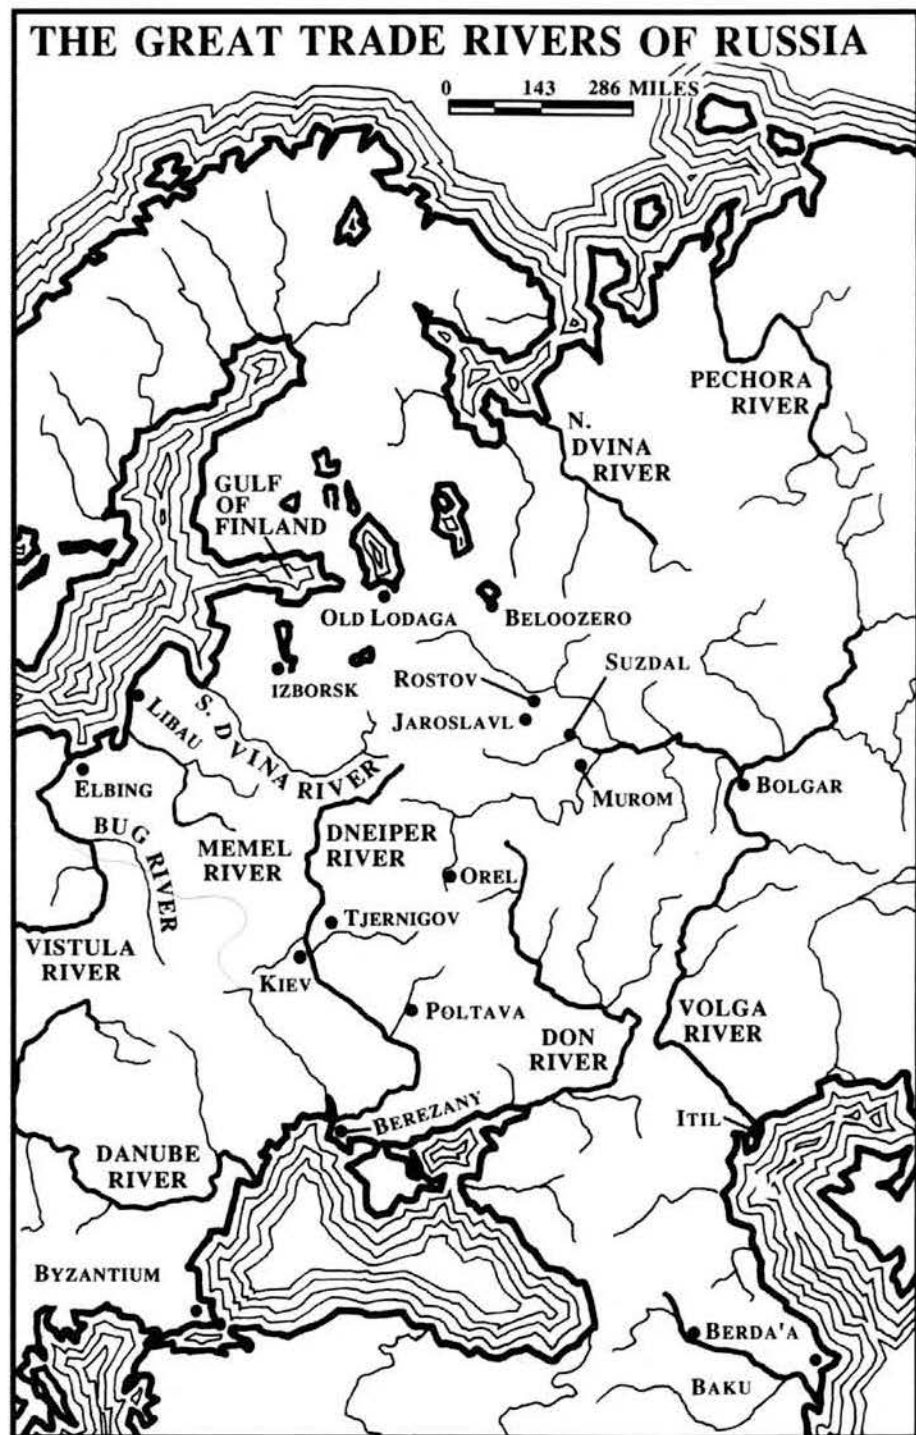 THE GREAT TRADE RIVERS OF RUSSIA
0 143 286 MILES
PECHORA
RIVER
N.
DVINA
RIVER
GULF
OF
FINLAND
OLD LODAGA
BELOOZERO
SUZDAL
IZBORSK
ROSTOV
JAROSLAVL
LIBAU
S. DVINA RIVER
ELBING
MUROM
BOLGAR
BUG RIVER
MEMEL
RIVER
DNEIPER
RIVER
OREL
TJERNIGOV
VISTULA
RIVER
KIEV
POLTAVA
DON
RIVER
VOLGA
RIVER
BEREZANY
ITIL
DANUBE
RIVER
BYZANTIUM
BERDA'A
BAKU